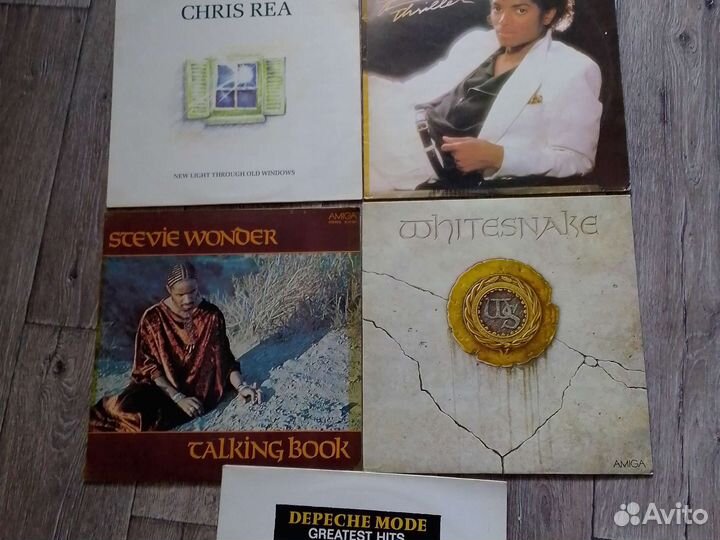 CHRIS REA
Thriller
NEW LIGHT THROUGH OLD WINDOWS
AMIGA
STEVIE WONDER
TALKING BOOK
WHITESNAKE
WS
AMIGA
DEPECHE MODE
GREATEST HITS
Avito